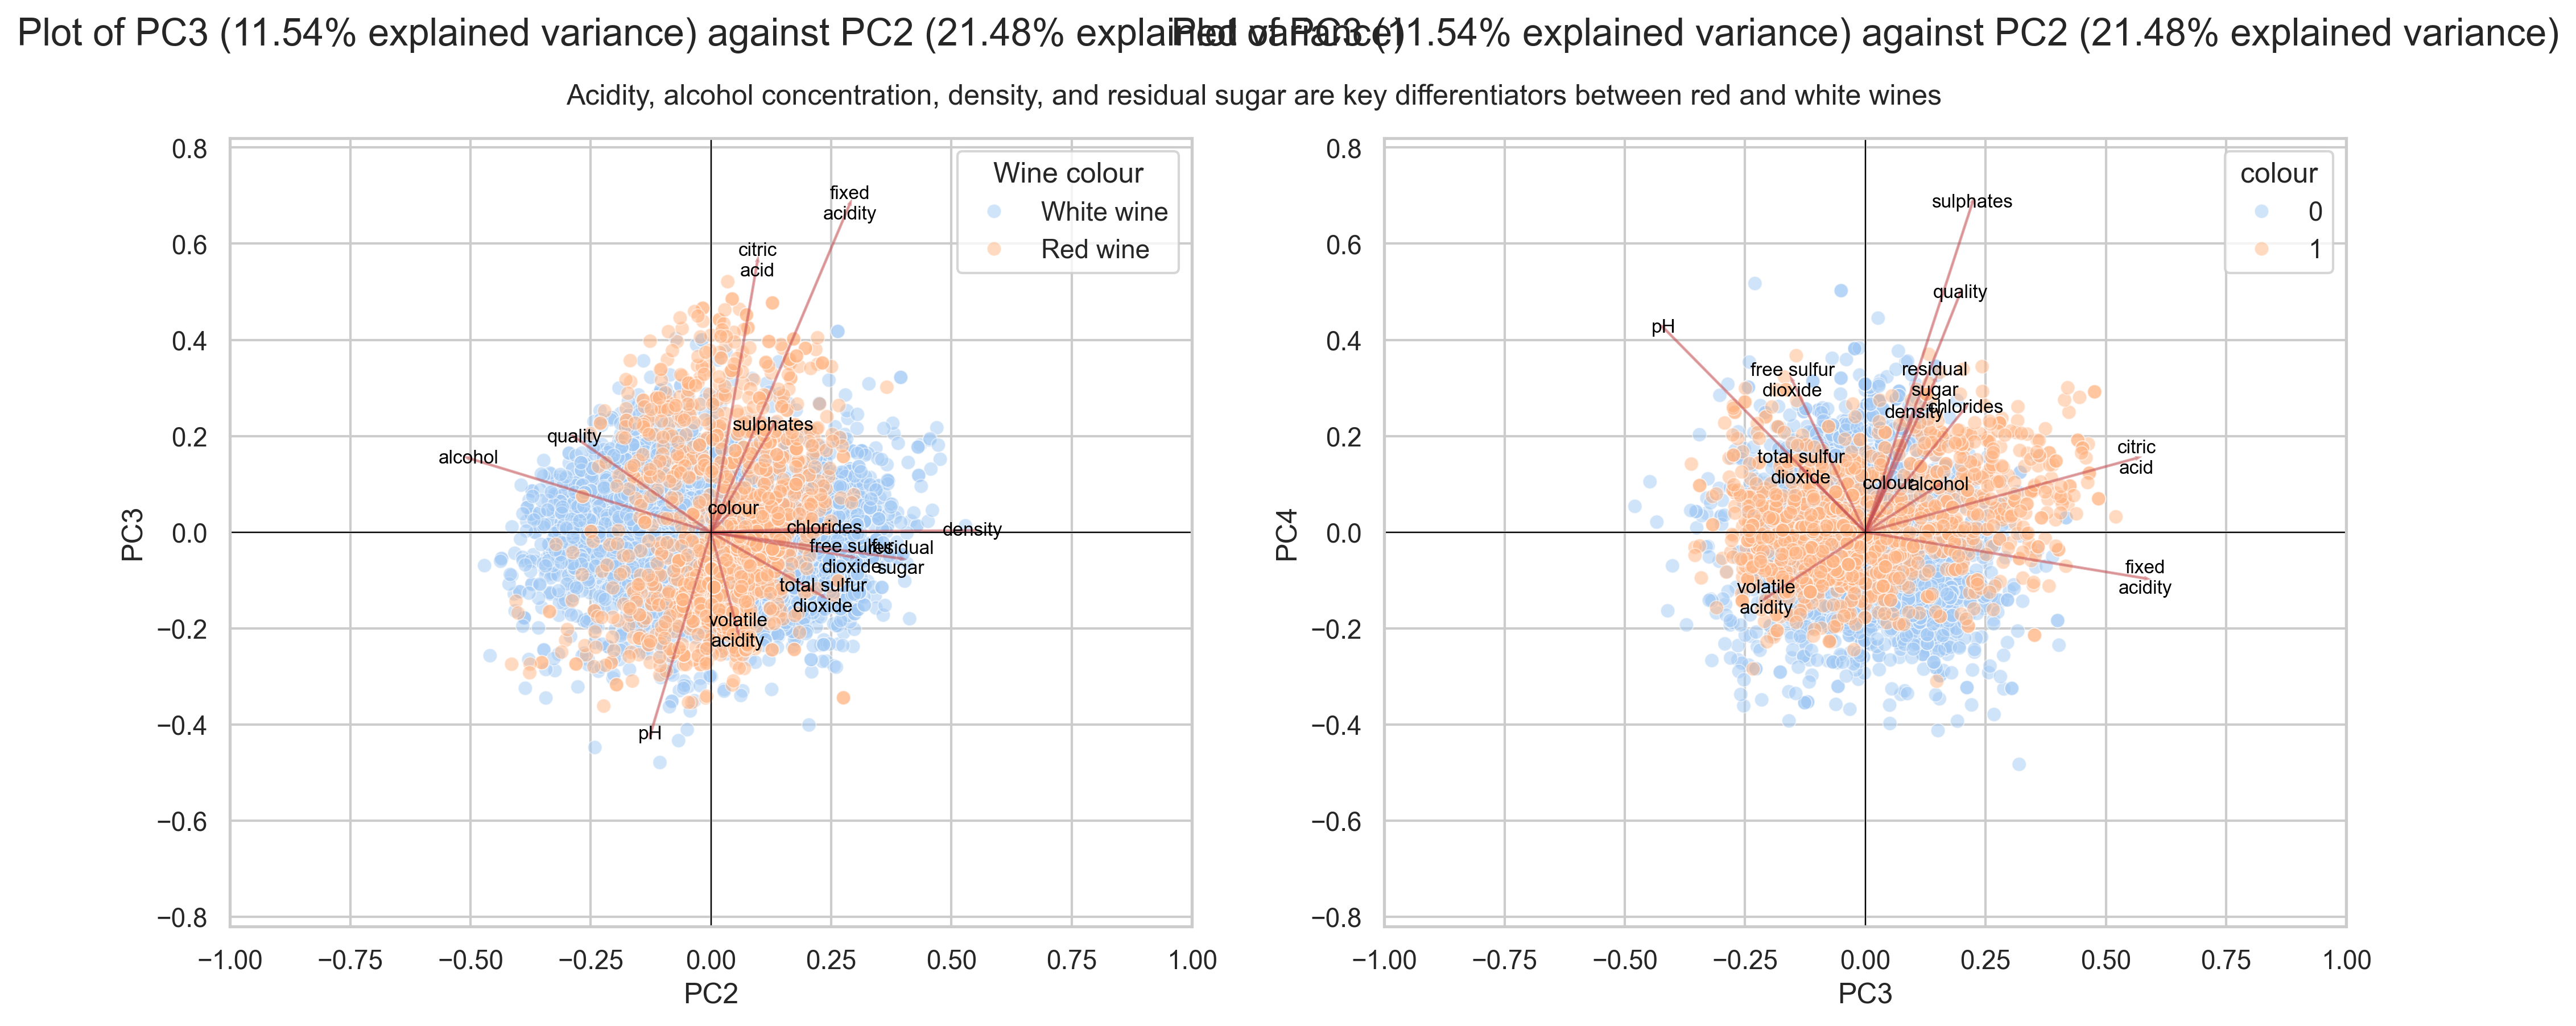 Plot of PC3 (11.54% explained variance) against PC2 (21.48% explained variance)
Plot of PC3 (11.54% explained variance) against PC2 (21.48% explained variance)
Acidity, alcohol concentration, density, and residual sugar are key differentiators between red and white wines
Wine colour
White wine
Red wine
fixed
acidity
citric
acid
sulphates
quality
alcohol
colour
chlorides
density
free sulfur
dioxide
residual
sugar
total sulfur
dioxide
volatile
acidity
pH
0.8
0.6
0.4
0.2
0.0
−0.2
−0.4
−0.6
−0.8
PC3
−1.00
−0.75
−0.50
−0.25
0.00
0.25
0.50
0.75
1.00
PC2
colour
0
1
sulphates
quality
pH
free sulfur
dioxide
residual
sugar
density
chlorides
total sulfur
dioxide
colour
alcohol
citric
acid
fixed
acidity
volatile
acidity
0.8
0.6
0.4
0.2
0.0
−0.2
−0.4
−0.6
−0.8
PC4
−1.00
−0.75
−0.50
−0.25
0.00
0.25
0.50
0.75
1.00
PC3